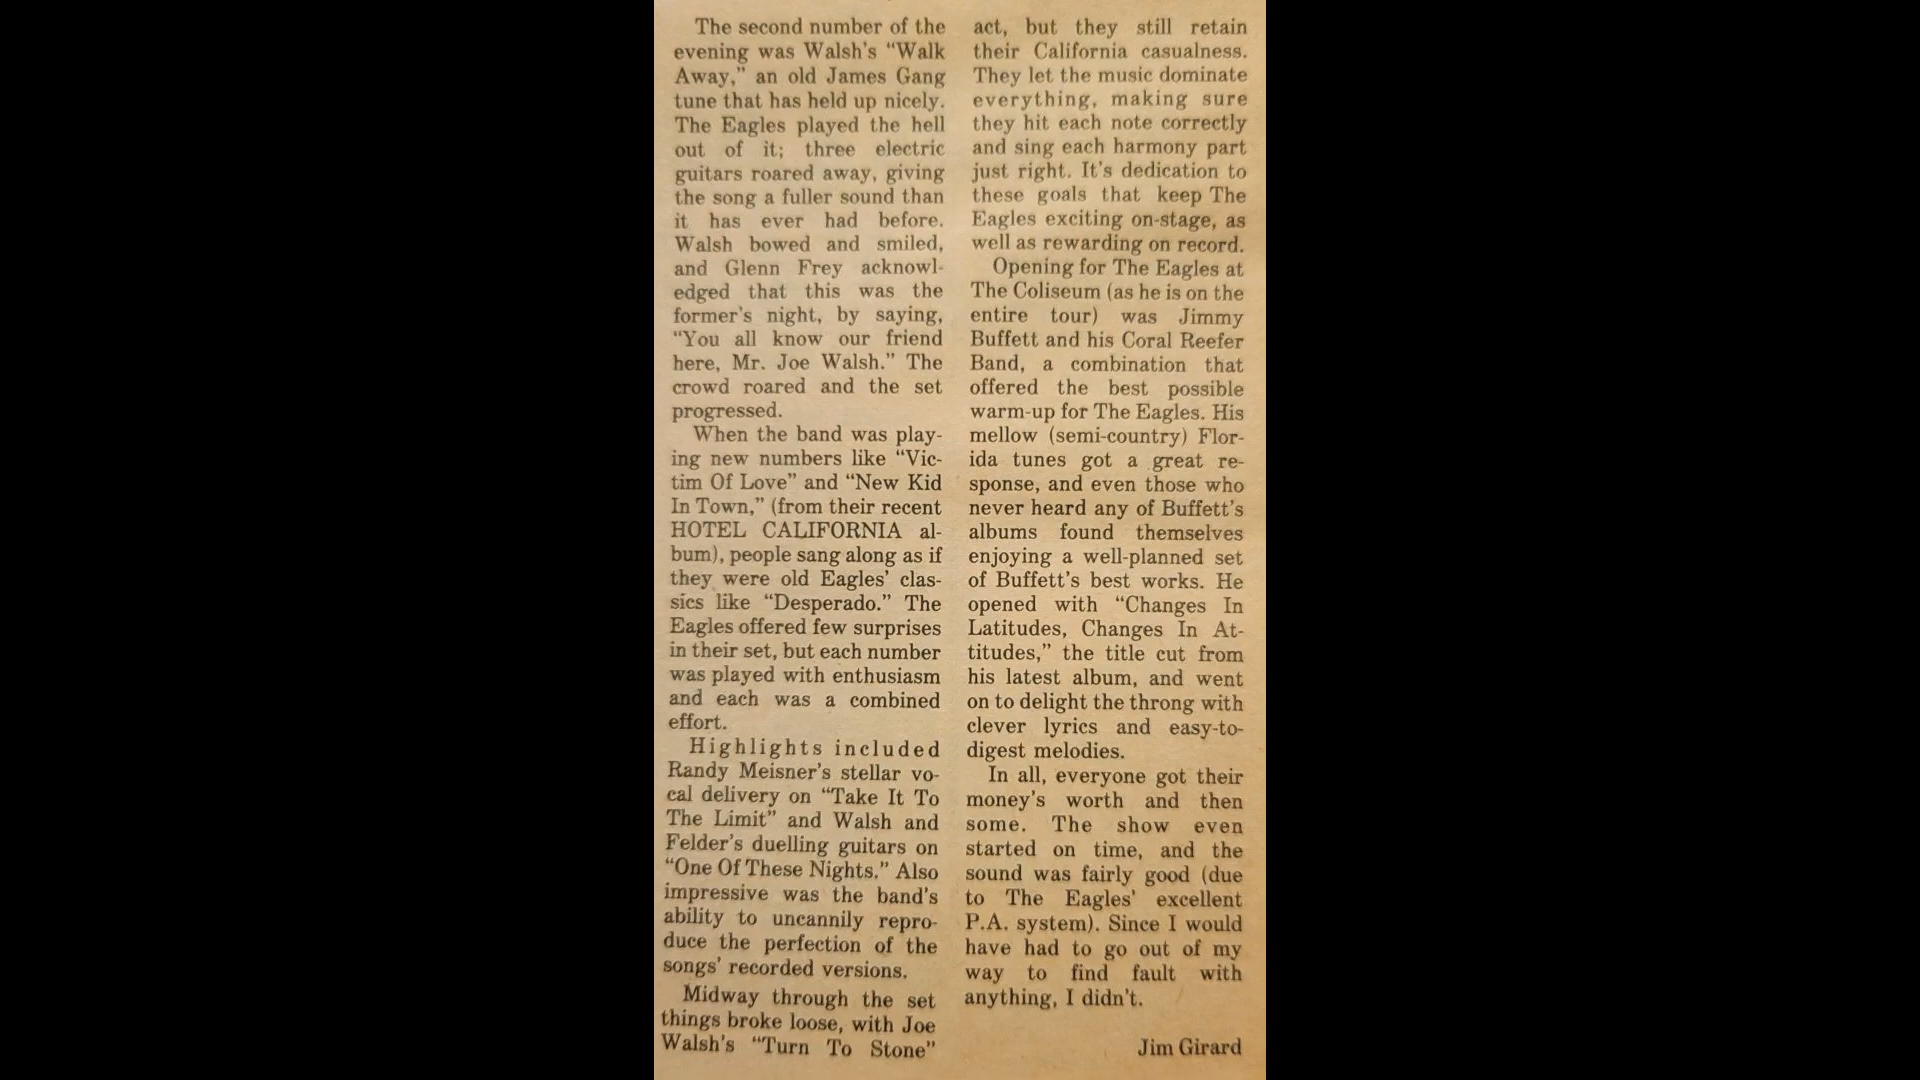 The second number of the
evening was Walsh's “Walk
Away,” an old James Gang
tune that has held up nicely.
The Eagles played the hell
out of it; three electric
guitars roared away, giving
the song a fuller sound than
it has ever had before.
Walsh bowed and smiled,
and Glenn Frey acknowl-
edged that this was the
former's night, by saying,
“You all know our friend
here, Mr. Joe Walsh.” The
crowd roared and the set
progressed.
When the band was play-
ing new numbers like “Vic-
tim Of Love” and “New Kid
In Town,” (from their recent
HOTEL CALIFORNIA al-
bum), people sang along as if
they were old Eagles' clas-
sics like “Desperado.” The
Eagles offered few surprises
in their set, but each number
was played with enthusiasm
and each was a combined
effort.
Highlights included
Randy Meisner's stellar vo-
cal delivery on “Take It To
The Limit” and Walsh and
Felder's duelling guitars on
“One Of These Nights.” Also
impressive was the band's
ability to uncannily repro-
duce the perfection of the
songs' recorded versions.
Midway through the set
things broke loose, with Joe
Walsh's “Turn To Stone”
act, but they still retain
their California casualness.
They let the music dominate
everything, making sure
they hit each note correctly
and sing each harmony part
just right. It's dedication to
these goals that keep The
Eagles exciting on-stage, as
well as rewarding on record.
Opening for The Eagles at
The Coliseum (as he is on the
entire tour) was Jimmy
Buffett and his Coral Reefer
Band, a combination that
offered the best possible
warm-up for The Eagles. His
mellow (semi-country) Flor-
ida tunes got a great re-
sponse, and even those who
never heard any of Buffett's
albums found themselves
enjoying a well-planned set
of Buffett's best works. He
opened with “Changes In
Latitudes, Changes In At-
titudes,” the title cut from
his latest album, and went
on to delight the throng with
clever lyrics and easy-to-
digest melodies.
In all, everyone got their
money's worth and then
some. The show even
started on time, and the
sound was fairly good (due
to The Eagles' excellent
P.A. system). Since I would
have had to go out of my
way to find fault with
anything, I didn't.
Jim Girard